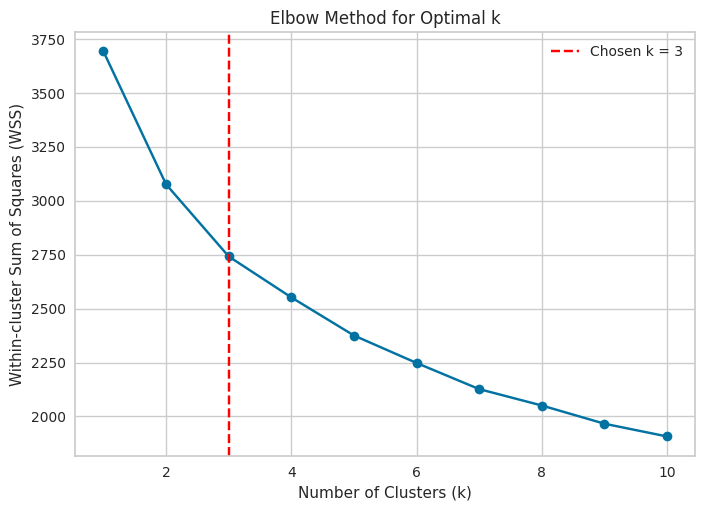 Elbow Method for Optimal k
Chosen k = 3
Within-cluster Sum of Squares (WSS)
3750
3500
3250
3000
2750
2500
2250
2000
2 4 6 8 10
Number of Clusters (k)